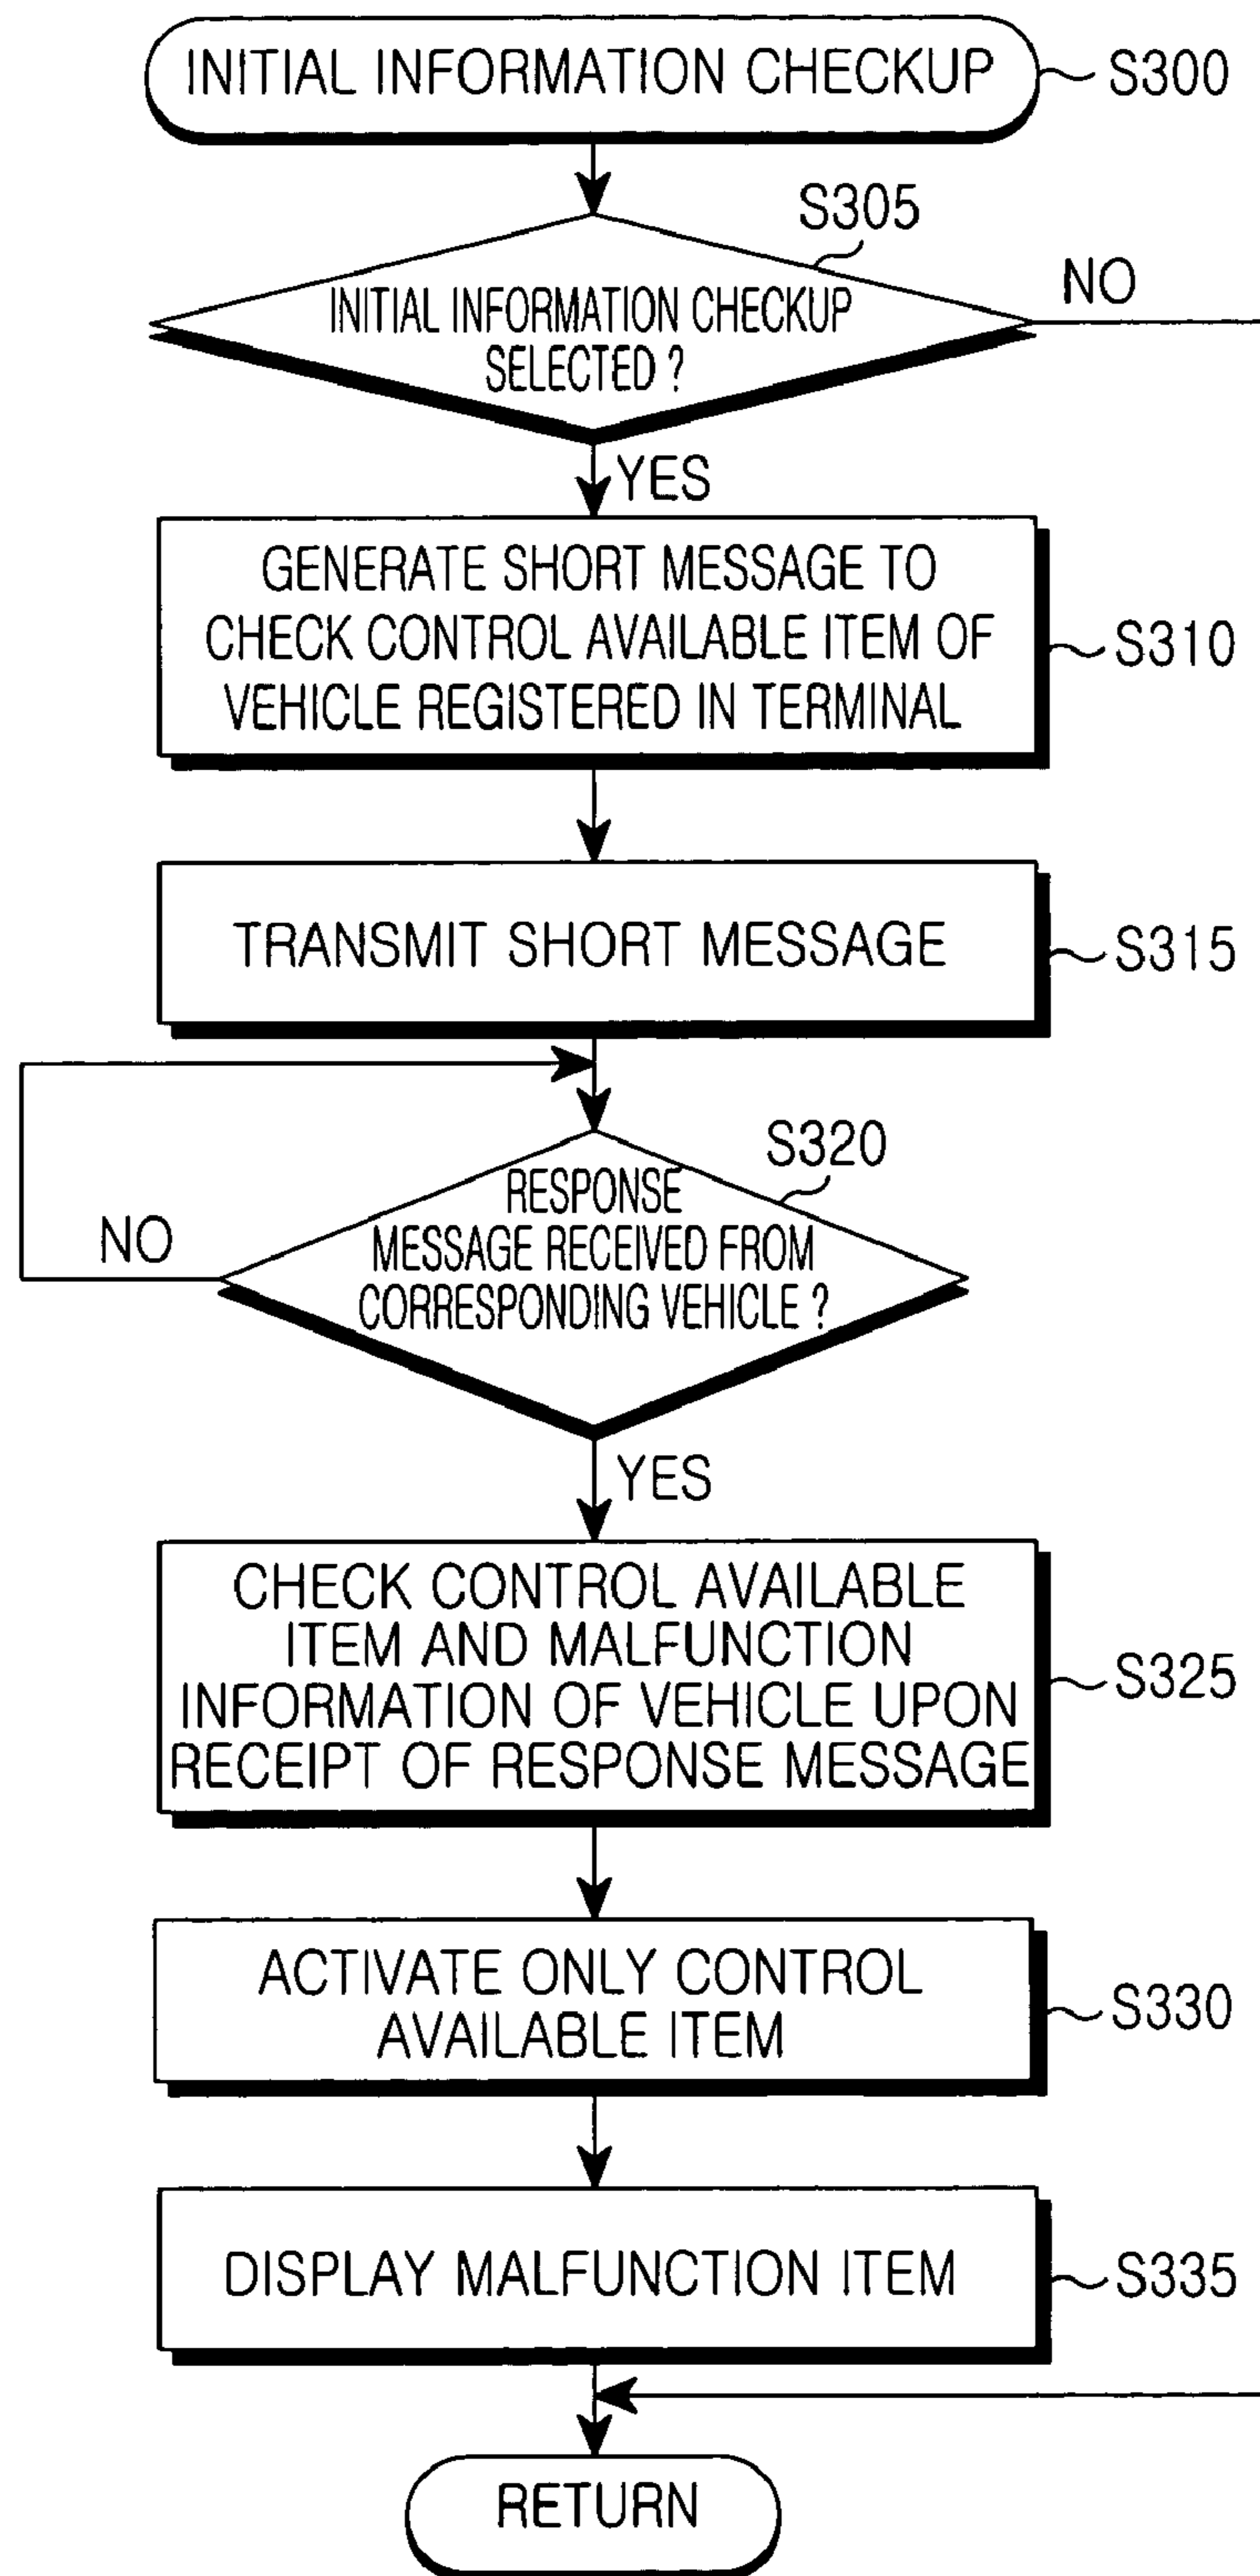 INITIAL INFORMATION CHECKUP
S300
S305
INITIAL INFORMATION CHECKUP
SELECTED ?
NO
YES
GENERATE SHORT MESSAGE TO
CHECK CONTROL AVAILABLE ITEM OF
VEHICLE REGISTERED IN TERMINAL
S310
TRANSMIT SHORT MESSAGE
S315
S320
RESPONSE
MESSAGE RECEIVED FROM
CORRESPONDING VEHICLE ?
NO
YES
CHECK CONTROL AVAILABLE
ITEM AND MALFUNCTION
INFORMATION OF VEHICLE UPON
RECEIPT OF RESPONSE MESSAGE
S325
ACTIVATE ONLY CONTROL
AVAILABLE ITEM
S330
DISPLAY MALFUNCTION ITEM
S335
RETURN